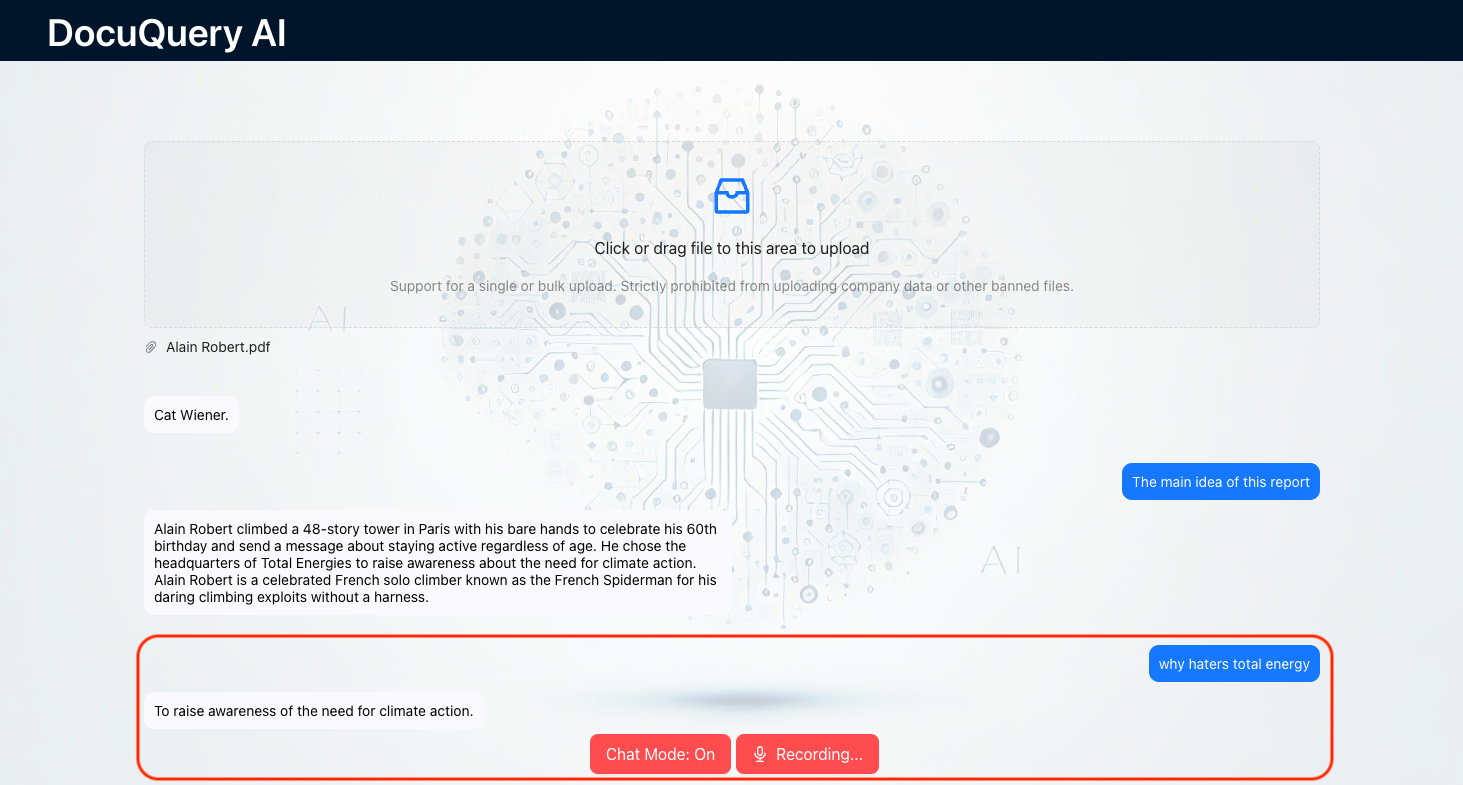 DocuQuery AI
Click or drag file to this area to upload
Support for a single or bulk upload. Strictly prohibited from uploading company data or other banned files.
AI
Alain Robert.pdf
Cat Wiener.
The main idea of this report
Alain Robert climbed a 48-story tower in Paris with his bare hands to celebrate his 60th
birthday and send a message about staying active regardless of age. He chose the
headquarters of Total Energies to raise awareness about the need for climate action.
Alain Robert is a celebrated French solo climber known as the French Spiderman for his
daring climbing exploits without a harness.
AI
why haters total energy
To raise awareness of the need for climate action.
Chat Mode: On
Recording...